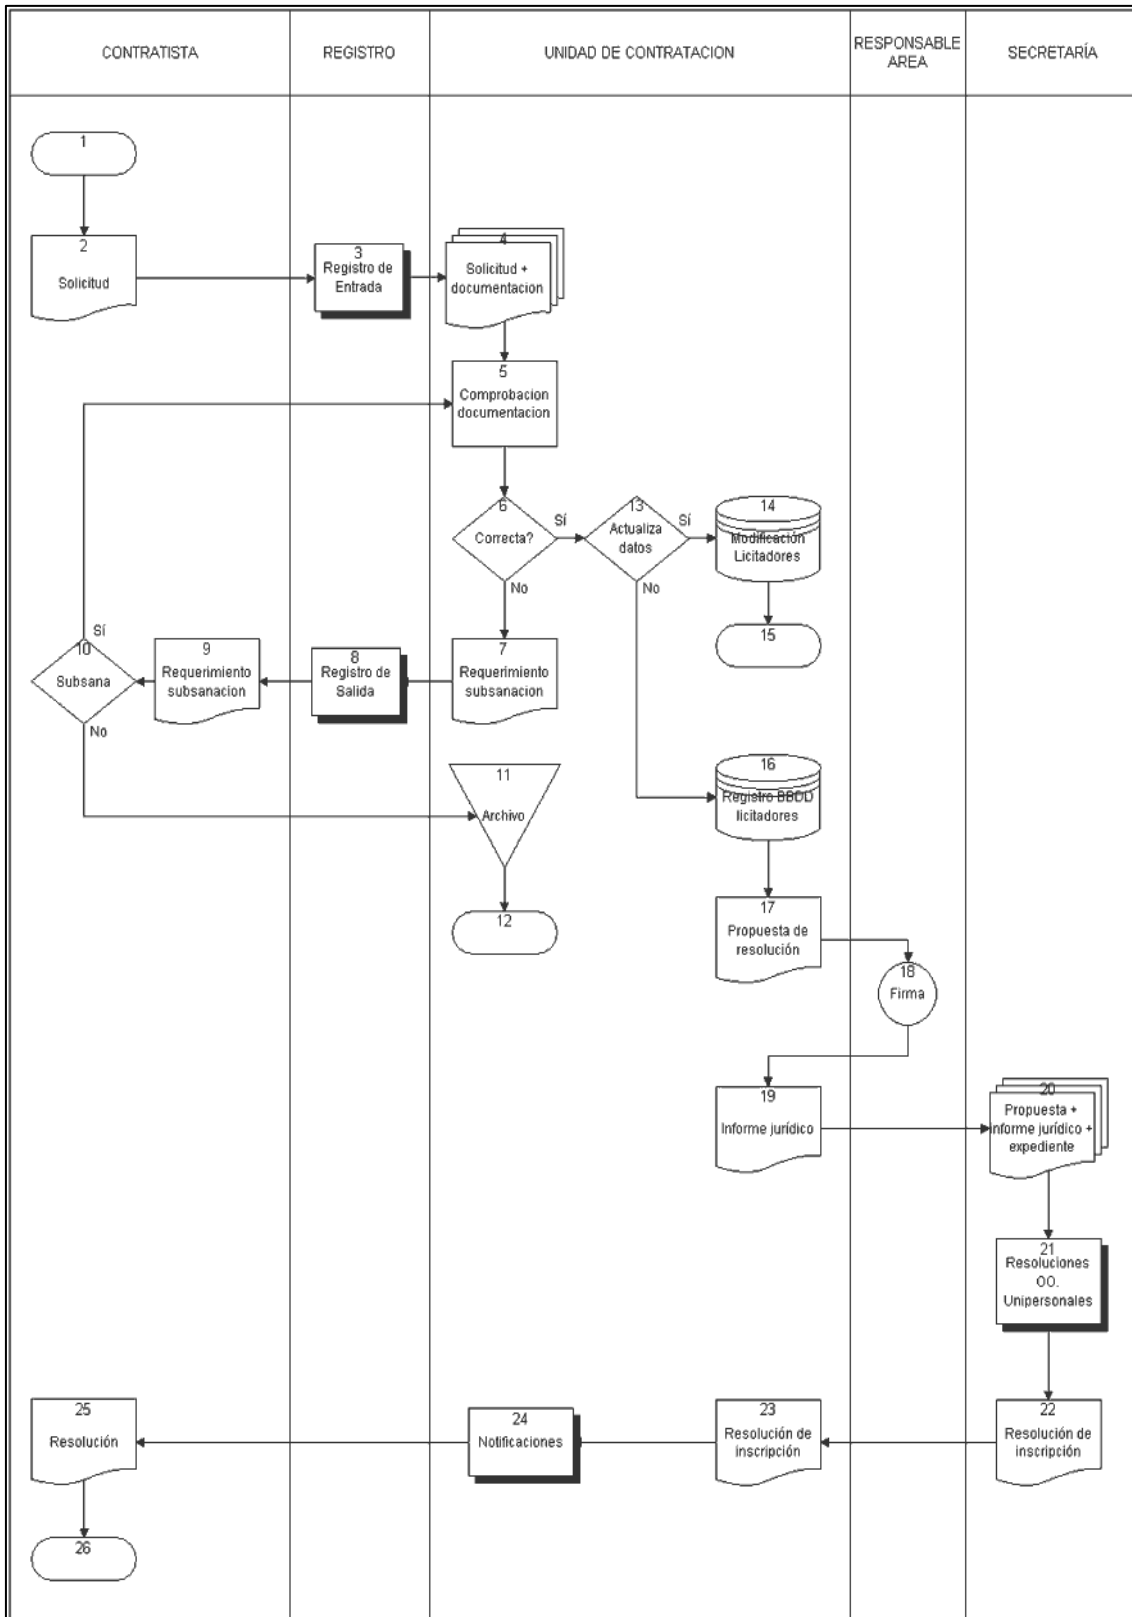 CONTRATISTA
REGISTRO
UNIDAD DE CONTRATACION
RESPONSABLE
AREA
SECRETARÍA
1
2
Solicitud
3
Registro de
Entrada
4
Solicitud +
documentacion
5
Comprobacion
documentacion
6
Correcta?
Sí
No
13
Actualiza
datos
Sí
No
14
Modificación
Licitadores
15
7
Requerimiento
subsanacion
8
Registro de
Salida
9
Requerimiento
subsanacion
10
Subsana
Sí
No
11
Archivo
12
16
Registro BBDD
licitadores
17
Propuesta de
resolución
18
Firma
19
Informe jurídico
20
Propuesta +
informe jurídico +
expediente
21
Resoluciones
OO.
Unipersonales
22
Resolución de
inscripción
23
Resolución de
inscripción
24
Notificaciones
25
Resolución
26